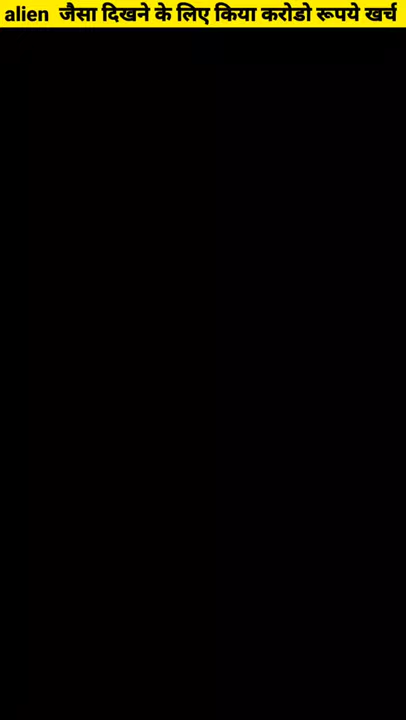 alien जैसा दिखने के लिए किया करोडो रूपये खर्च